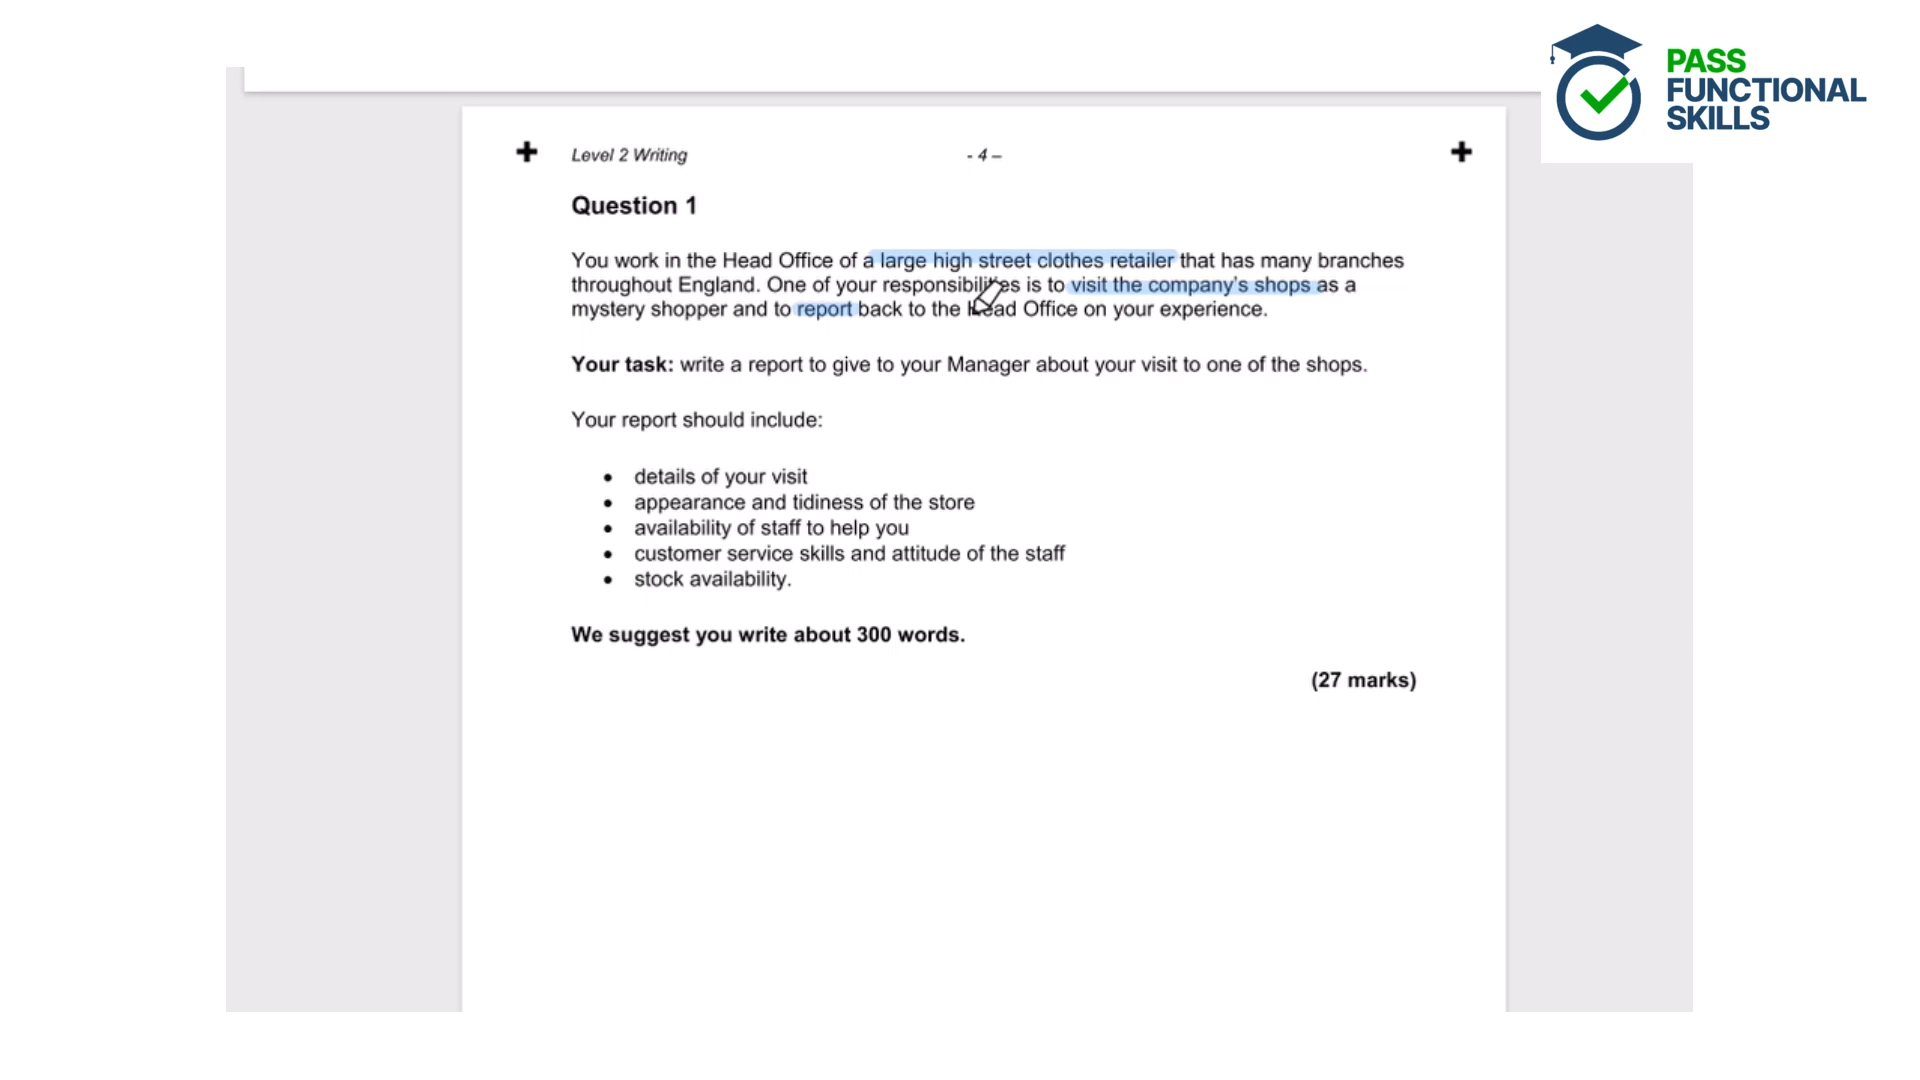 PASS
FUNCTIONAL
SKILLS
Level 2 Writing
- 4 –
Question 1
You work in the Head Office of a large high street clothes retailer that has many branches
throughout England. One of your responsibilities is to visit the company's shops as a
mystery shopper and to report back to the Head Office on your experience.
Your task: write a report to give to your Manager about your visit to one of the shops.
Your report should include:
• details of your visit
• appearance and tidiness of the store
• availability of staff to help you
• customer service skills and attitude of the staff
• stock availability.
We suggest you write about 300 words.
(27 marks)